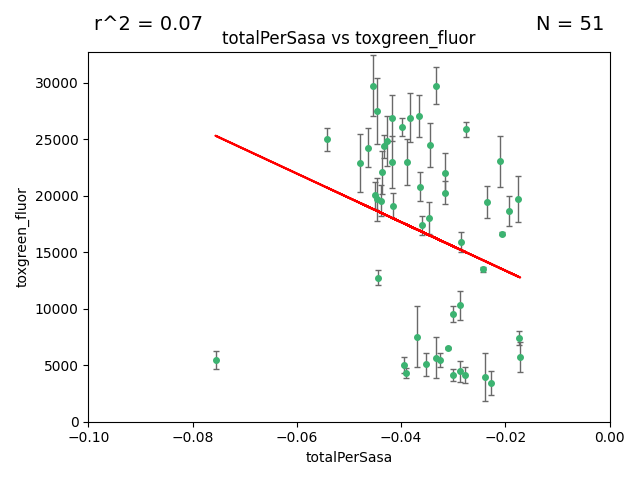 r^2 = 0.07
N = 51
totalPerSasa vs toxgreen_fluor
30000
25000
20000
15000
10000
5000
0
toxgreen_fluor
−0.10
−0.08
−0.06
−0.04
−0.02
0.00
totalPerSasa